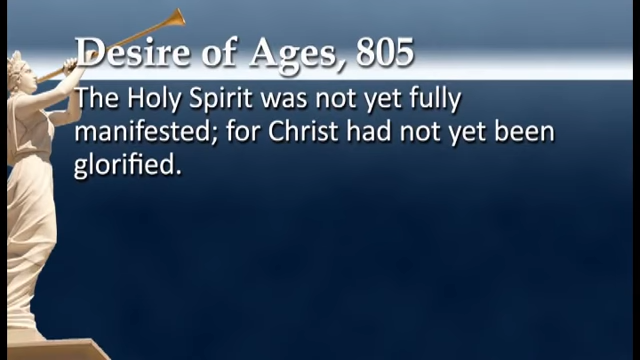 Desire of Ages, 805
The Holy Spirit was not yet fully
manifested; for Christ had not yet been
glorified.